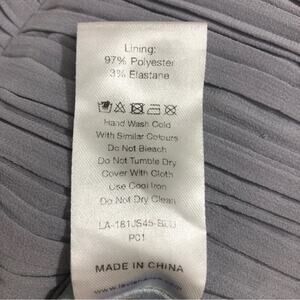 Lining:
97% Polyester
3% Elastane
Hand Wash Cold
With Similar Colours
Do Not Bleach
Do Not Tumble Dry
Cover With Cloth
Use Cool Iron
Do Not Dry Clean
P01
MADE IN CHINA